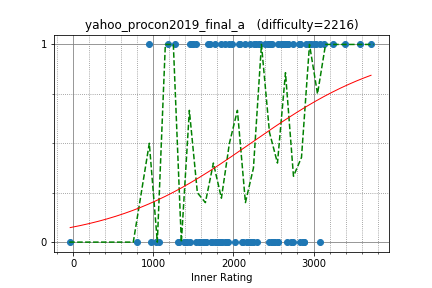 yahoo_procon2019_final_a (difficulty=2216)
1
0
0 1000 2000 3000
Inner Rating